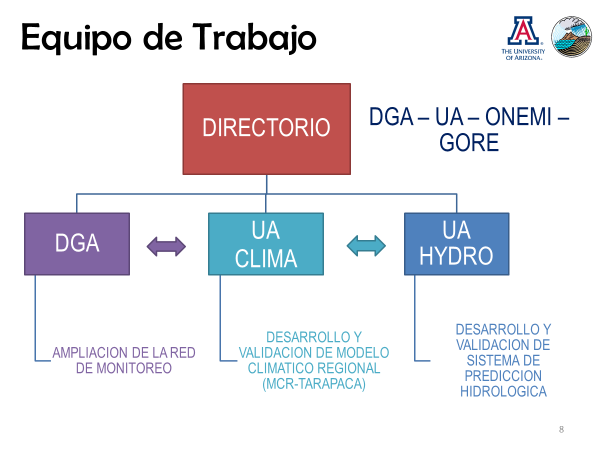 Equipo de Trabajo
THE UNIVERSITY
OF ARIZONA.
DIRECTORIO
DGA – UA – ONEMI –
GORE
DGA
UA
CLIMA
UA
HYDRO
AMPLIACION DE LA RED
DE MONITOREO
DESARROLLO Y
VALIDACION DE MODELO
CLIMATICO REGIONAL
(MCR-TARAPACA)
DESARROLLO Y
VALIDACION DE
SISTEMA DE
PREDICCION
HIDROLOGICA
8